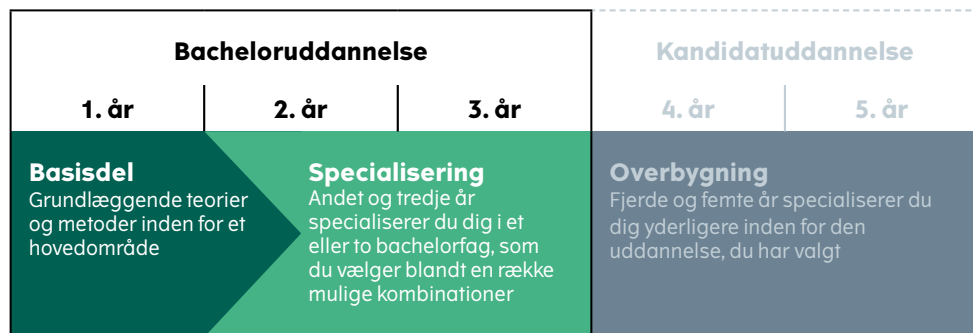 Bacheloruddannelse
Kandidatuddannelse
1. år
2. år
3. år
4. år
5. år
Basisdel
Grundlæggende teorier
og metoder inden for et
hovedområde
Specialisering
Andet og tredje år
specialiserer du dig i et
eller to bachelorfag, som
du vælger blandt en række
mulige kombinationer
Overbygning
Fjerde og femte år specialiserer du
dig yderligere inden for den
uddannelse, du har valgt